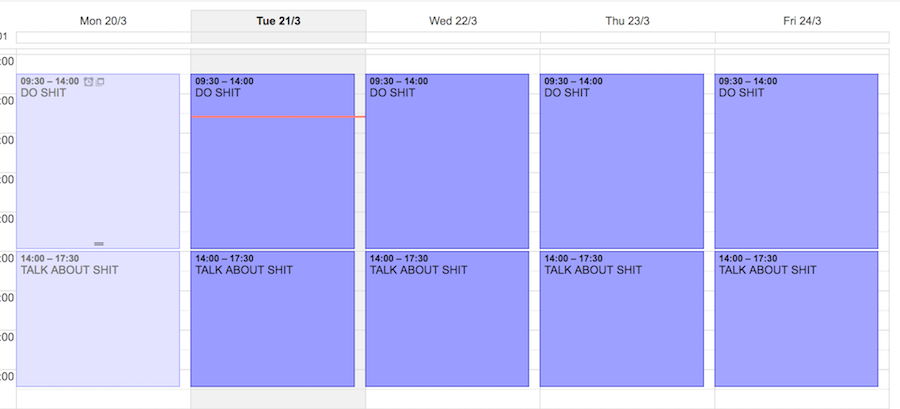 Mon 20/3
Tue 21/3
Wed 22/3
Thu 23/3
Fri 24/3
01
:00
09:30 – 14:00
DO SHIT
09:30 – 14:00
DO SHIT
09:30 – 14:00
DO SHIT
09:30 – 14:00
DO SHIT
09:30 – 14:00
DO SHIT
:00
:00
:00
:00
:00
14:00 – 17:30
TALK ABOUT SHIT
14:00 – 17:30
TALK ABOUT SHIT
14:00 – 17:30
TALK ABOUT SHIT
14:00 – 17:30
TALK ABOUT SHIT
14:00 – 17:30
TALK ABOUT SHIT
:00
:00
:00